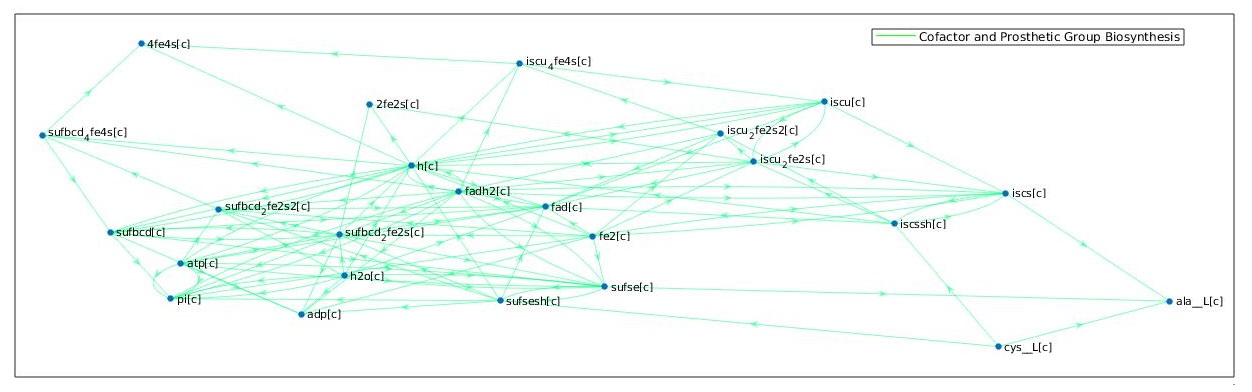 Cofactor and Prosthetic Group Biosynthesis
4fe4s[c]
iscu_4fe4s[c]
2fe2s[c]
iscu[c]
sufbcd_4fe4s[c]
iscu_2fe2s2[c]
iscu_2fe2s[c]
h[c]
fadh2[c]
iscs[c]
sufbcd_2fe2s2[c]
fad[c]
iscssh[c]
sufbcd[c]
sufbcd_2fe2s[c]
fe2[c]
atp[c]
h2o[c]
sufse[c]
pi[c]
sufsesh[c]
ala__L[c]
adp[c]
cys__L[c]